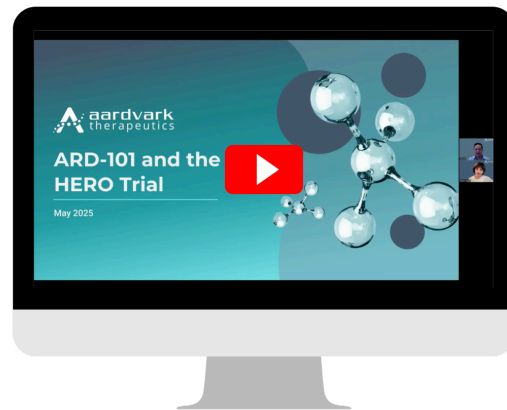 aardvark
therapeutics
ARD-101 and the
HERO Trial
May 2025